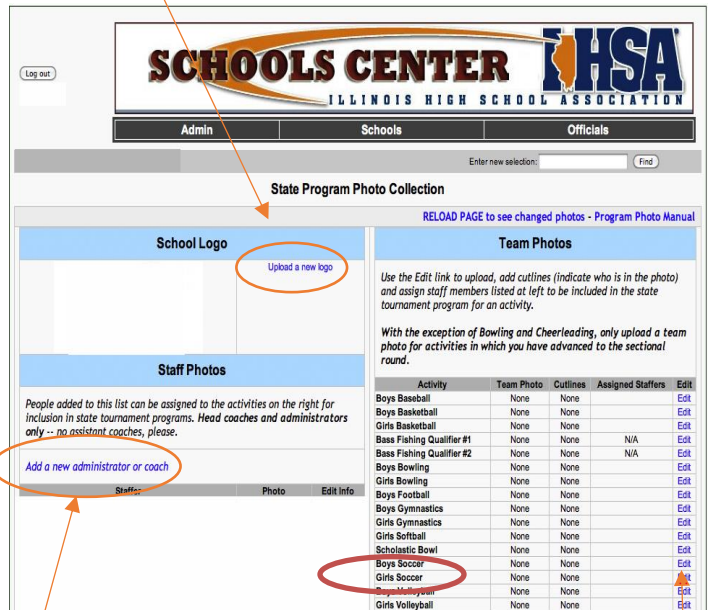 Log out
SCHOOLS CENTER IHSA
ILLINOIS HIGH SCHOOL ASSOCIATION
Admin Schools Officials
Enter new selection: Find
State Program Photo Collection
RELOAD PAGE to see changed photos - Program Photo Manual
School Logo
Upload a new logo
Staff Photos
People added to this list can be assigned to the activities on the right for
inclusion in state tournament programs. Head coaches and administrators
only -- no assistant coaches, please.
Add a new administrator or coach
Staffer Photo Edit Info
Team Photos
Use the Edit link to upload, add cutlines (indicate who is in the photo)
and assign staff members listed at left to be included in the state
tournament program for an activity.
With the exception of Bowling and Cheerleading, only upload a team
photo for activities in which you have advanced to the sectional
round.
Activity Team Photo Cutlines Assigned Staffers Edit
Boys Baseball None None Edit
Boys Basketball None None Edit
Girls Basketball None None Edit
Bass Fishing Qualifier #1 None None N/A Edit
Bass Fishing Qualifier #2 None None N/A Edit
Boys Bowling None None Edit
Girls Bowling None None Edit
Boys Football None None Edit
Boys Gymnastics None None Edit
Girls Gymnastics None None Edit
Girls Softball None None Edit
Scholastic Bowl None None Edit
Boys Soccer None None Edit
Girls Soccer None None Edit
Boys Volleyball None None Edit
Girls Volleyball None None Edit